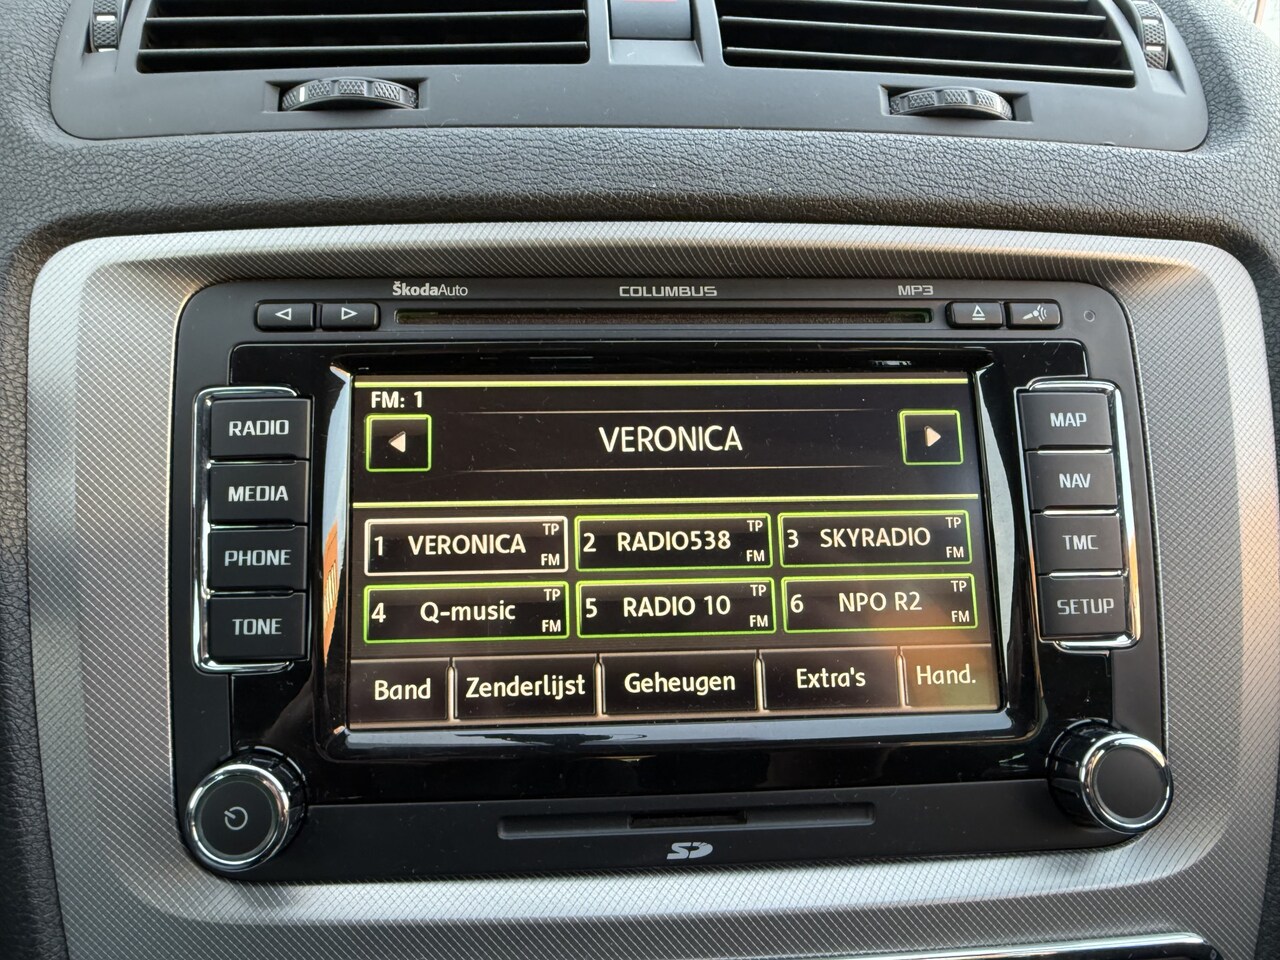 ŠkodaAuto COLUMBUS MP3
RADIO
MEDIA
PHONE
TONE
FM: 1
VERONICA
1 VERONICA TP FM
2 RADIO538 TP FM
3 SKYRADIO TP FM
4 Q-music TP FM
5 RADIO 10 TP FM
6 NPO R2 TP FM
Band Zenderlijst Geheugen Extra's Hand.
MAP
NAV
TMC
SETUP
SD